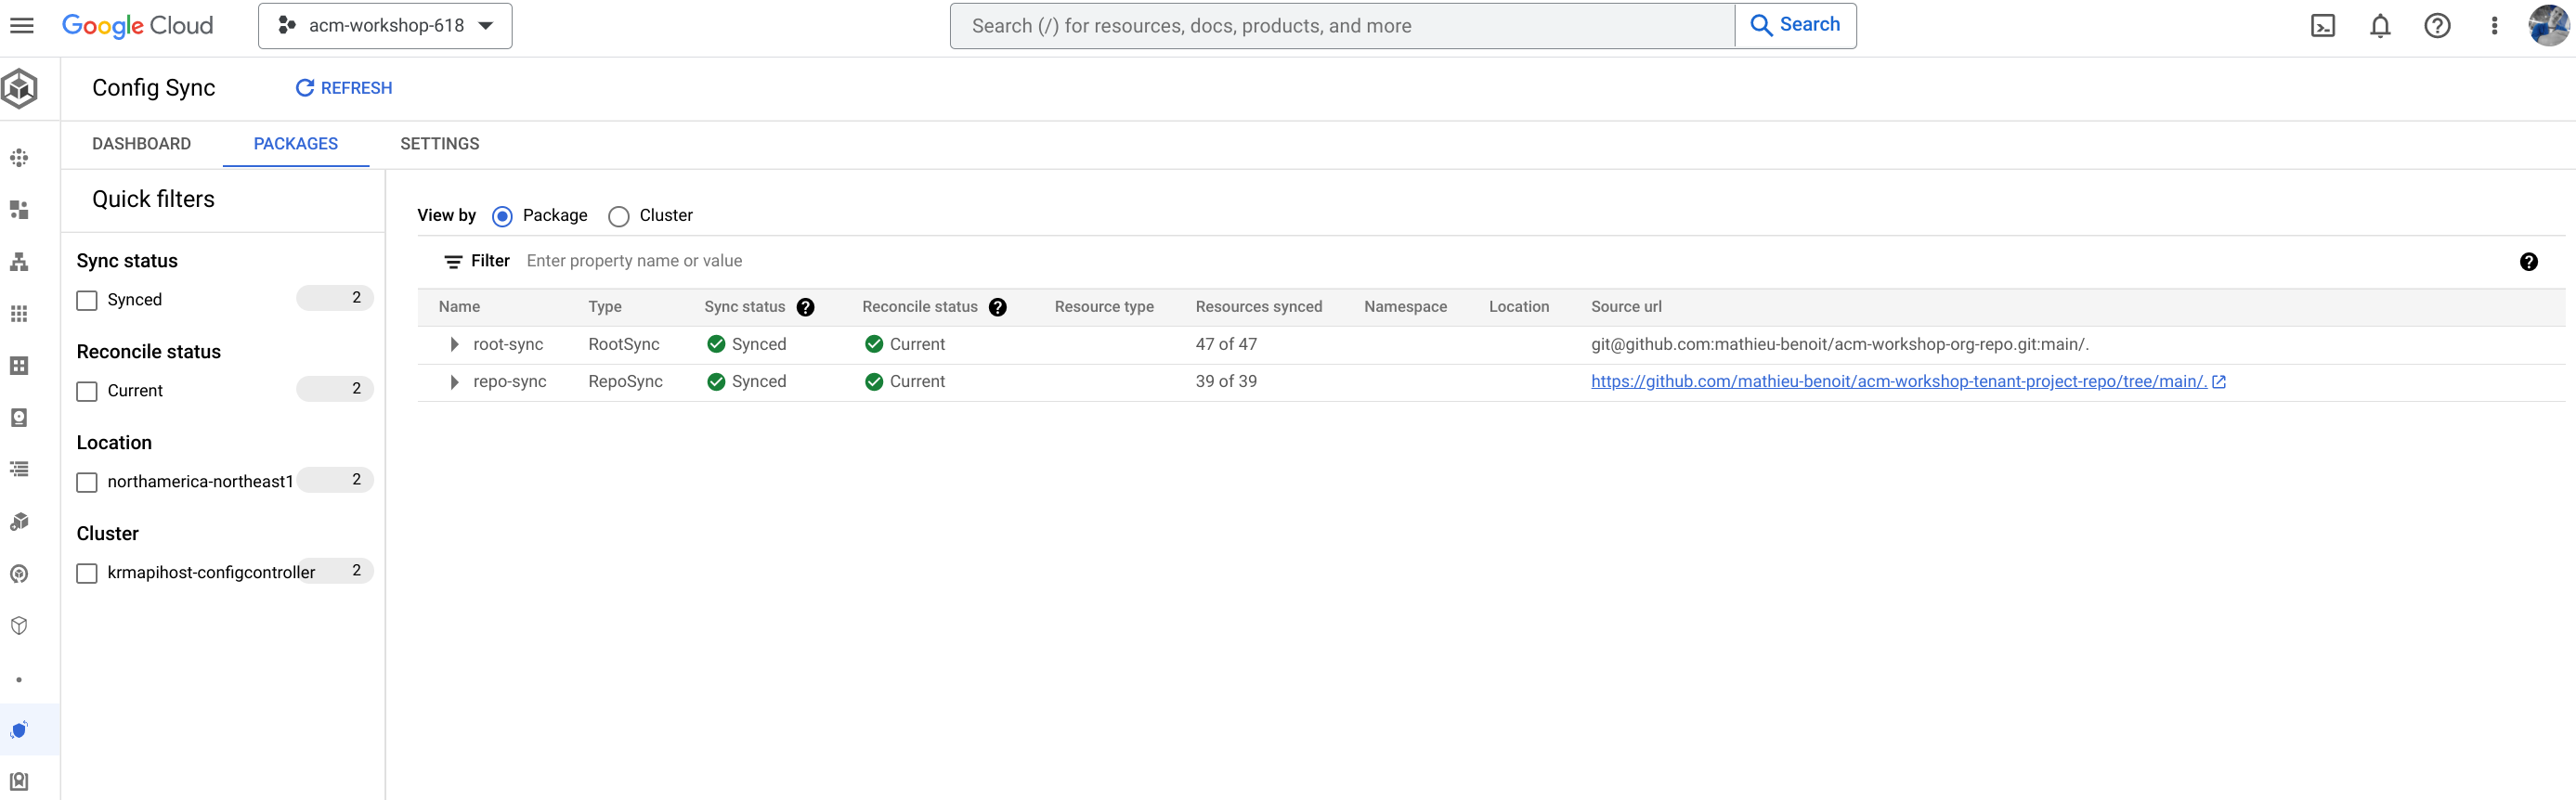 Google Cloud acm-workshop-618 Search (/) for resources, docs, products, and more Search
Config Sync REFRESH
DASHBOARD PACKAGES SETTINGS
Quick filters
Sync status
Synced 2
Reconcile status
Current 2
Location
northamerica-northeast1 2
Cluster
krmapihost-configcontroller 2
View by Package Cluster
Filter Enter property name or value
Name Type Sync status Reconcile status Resource type Resources synced Namespace Location Source url
root-sync RootSync Synced Current 47 of 47 git@github.com:mathieu-benoit/acm-workshop-org-repo.git:main/.
repo-sync RepoSync Synced Current 39 of 39 https://github.com/mathieu-benoit/acm-workshop-tenant-project-repo/tree/main/.